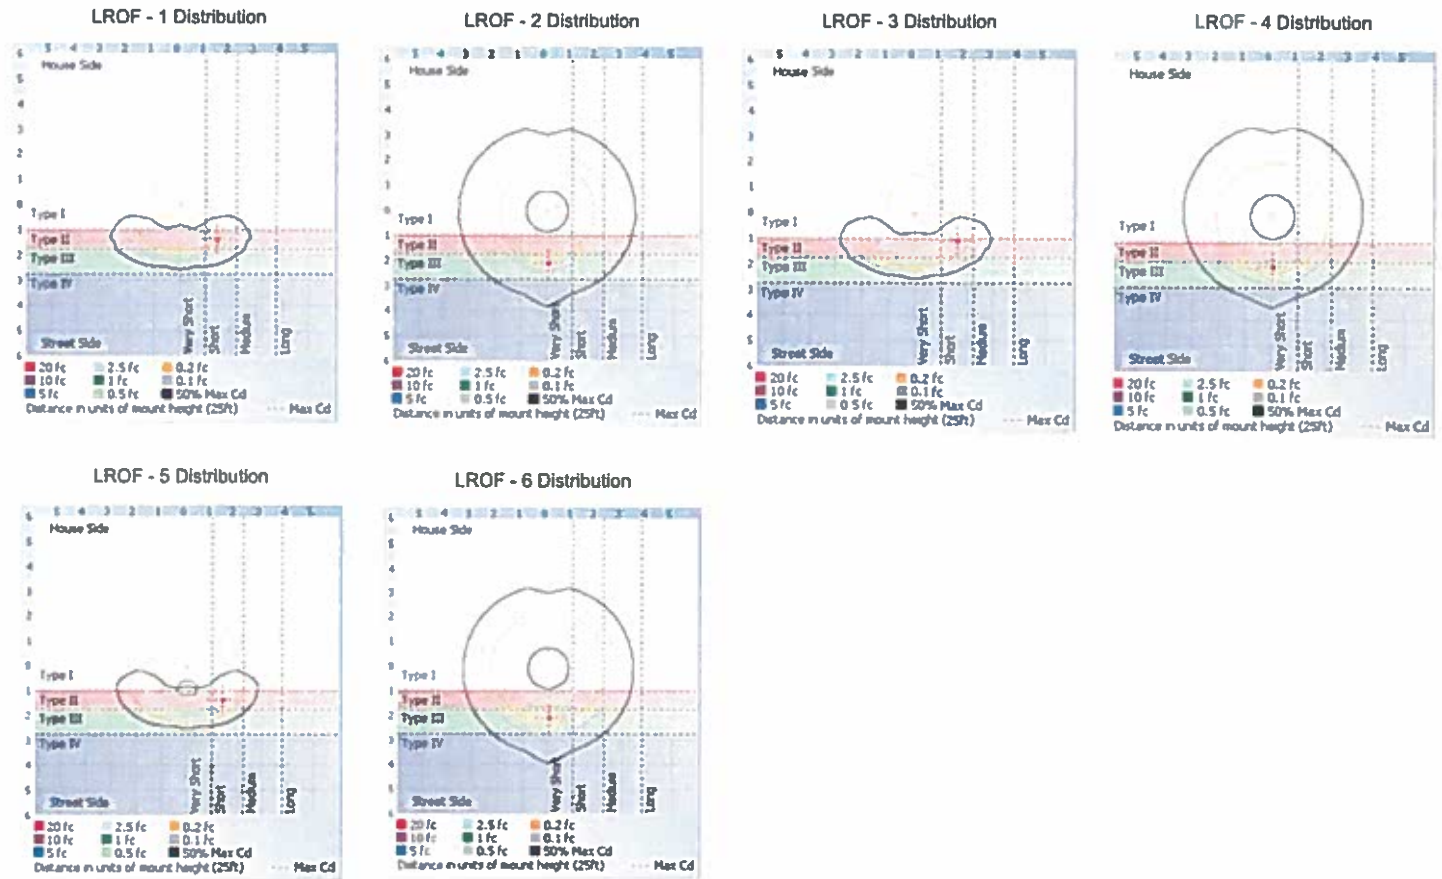 LROF - 1 Distribution
LROF - 2 Distribution
LROF - 3 Distribution
LROF - 4 Distribution
5 4 3 2 1 0 1 2 3 4 5
House Side
Type I
Type II
Type III
Type IV
Street Side
Very Short
Short
Medium
Long
20 fc 2.5 fc 0.2 fc
10 fc 1 fc 0.1 fc
5 fc 0.5 fc 50% Max Cd
Distance in units of mount height (25ft) Max Cd
House Side
Type I
Type II
Type III
Type IV
Very Short
Short
Medium
Long
20 fc 2.5 fc 0.2 fc
10 fc 1 fc 0.1 fc
5 fc 0.5 fc 50% Max Cd
Distance in units of mount height (25ft) Max Cd
House Side
Type I
Type II
Type III
Type IV
Street Side
Very Short
Short
Medium
Long
20 fc 2.5 fc 0.2 fc
10 fc 1 fc 0.1 fc
5 fc 0.5 fc 50% Max Cd
Distance in units of mount height (25ft) Max Cd
House Side
Type I
Type II
Type III
Type IV
Street Side
Very Short
Short
Medium
Long
20 fc 2.5 fc 0.2 fc
10 fc 1 fc 0.1 fc
5 fc 0.5 fc 50% Max Cd
Distance in units of mount height (25ft) Max Cd
LROF - 5 Distribution
LROF - 6 Distribution
House Side
Type I
Type II
Type III
Type IV
Street Side
Very Short
Short
Medium
Long
20 fc 2.5 fc 0.2 fc
10 fc 1 fc 0.1 fc
5 fc 0.5 fc 50% Max Cd
Distance in units of mount height (25ft) Max Cd
House Side
Type I
Type II
Type III
Type IV
Street Side
Very Short
Short
Medium
Long
20 fc 2.5 fc 0.2 fc
10 fc 1 fc 0.1 fc
5 fc 0.5 fc 50% Max Cd
Distance in units of mount height (25ft) Max Cd